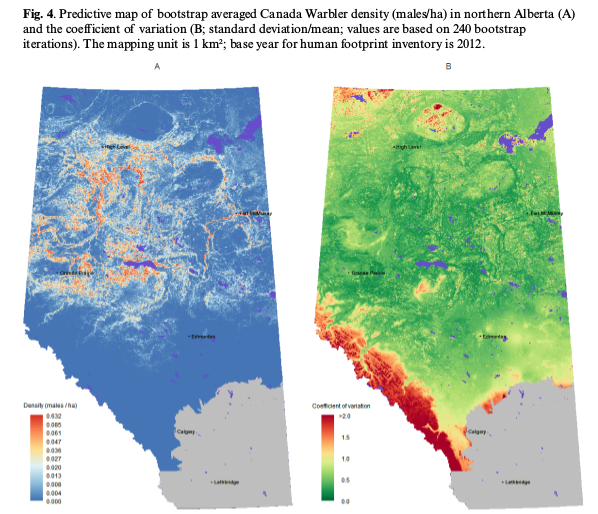 Fig. 4. Predictive map of bootstrap averaged Canada Warbler density (males/ha) in northern Alberta (A)
and the coefficient of variation (B; standard deviation/mean; values are based on 240 bootstrap
iterations). The mapping unit is 1 km²; base year for human footprint inventory is 2012.
A
High Level
Fort McMurray
Grande Prairie
Edmonton
Calgary
Lethbridge
Density (males / ha)
0.632
0.085
0.061
0.047
0.036
0.027
0.020
0.013
0.008
0.004
0.000
B
High Level
Fort McMurray
Grande Prairie
Edmonton
Calgary
Lethbridge
Coefficient of variation
>2.0
1.5
1.0
0.5
0.0